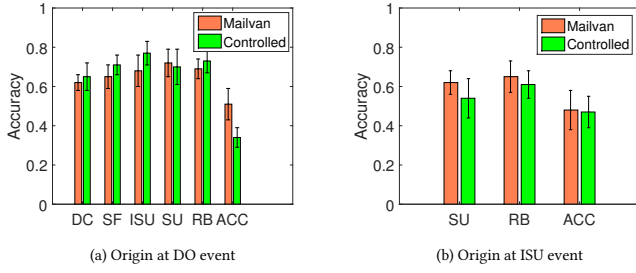 1
0.8
0.6
0.4
0.2
0
Accuracy
Mailvan
Controlled
DC SF ISU SU RB ACC
(a) Origin at DO event
1
0.8
0.6
0.4
0.2
0
Accuracy
Mailvan
Controlled
SU RB ACC
(b) Origin at ISU event